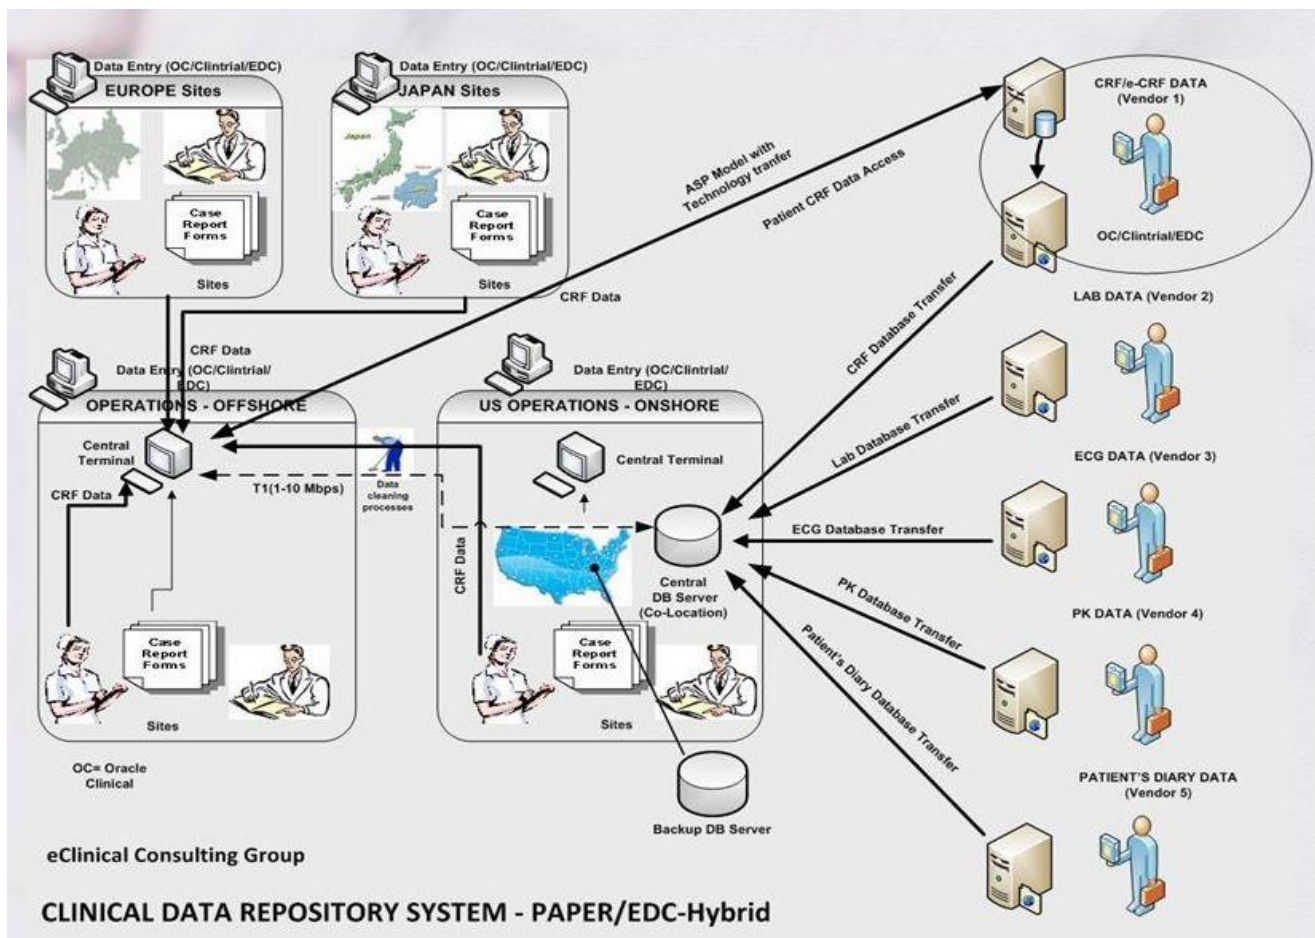 Data Entry (OC/Clintrial/EDC)
EUROPE Sites
Case
Report
Forms
Sites
Data Entry (OC/Clintrial/EDC)
JAPAN Sites
Japan
Case
Report
Forms
Sites
CRF Data
CRF Data
ASP Model with
Technology tranfer
Patient CRF Data Access
CRF/e-CRF DATA
(Vendor 1)
OC/Clintrial/EDC
LAB DATA (Vendor 2)
ECG DATA (Vendor 3)
PK DATA (Vendor 4)
PATIENT'S DIARY DATA
(Vendor 5)
CRF Database Transfer
Lab Database Transfer
ECG Database Transfer
PK Database Transfer
Patient's Diary Database Transfer
Data Entry (OC/Clintrial/
EDC)
OPERATIONS - OFFSHORE
Central
Terminal
CRF Data
T1(1-10 Mbps)
Data
cleaning
processes
Case
Report
Forms
Sites
Data Entry (OC/Clintrial/
EDC)
US OPERATIONS - ONSHORE
Central Terminal
CRF Data
Central
DB Server
(Co-Location)
Case
Report
Forms
Sites
Backup DB Server
OC= Oracle
Clinical
eClinical Consulting Group
CLINICAL DATA REPOSITORY SYSTEM - PAPER/EDC-Hybrid